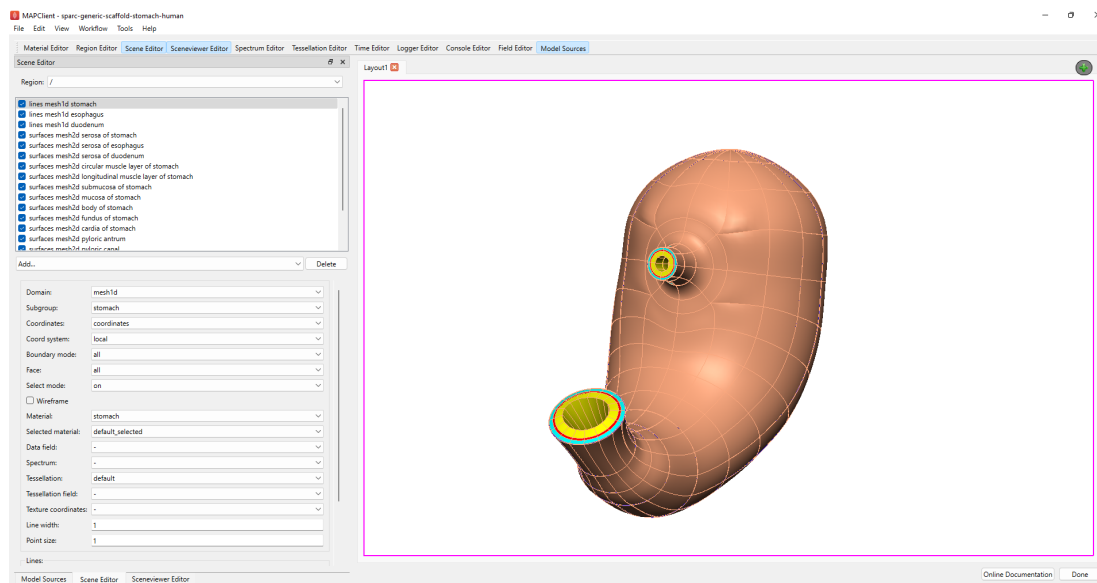 MAPClient - sparc-generic-scaffold-stomach-human
File Edit View Workflow Tools Help
Material Editor Region Editor Scene Editor Sceneviewer Editor Spectrum Editor Tessellation Editor Time Editor Logger Editor Console Editor Field Editor Model Sources
Scene Editor
Layout1
Region: /
lines mesh1d stomach
lines mesh1d esophagus
lines mesh1d duodenum
surfaces mesh2d serosa of stomach
surfaces mesh2d serosa of esophagus
surfaces mesh2d serosa of duodenum
surfaces mesh2d circular muscle layer of stomach
surfaces mesh2d longitudinal muscle layer of stomach
surfaces mesh2d submucosa of stomach
surfaces mesh2d mucosa of stomach
surfaces mesh2d body of stomach
surfaces mesh2d fundus of stomach
surfaces mesh2d cardia of stomach
surfaces mesh2d pyloric antrum
surfaces mesh2d pyloric canal
Add... Delete
Domain: mesh1d
Subgroup: stomach
Coordinates: coordinates
Coord system: local
Boundary mode: all
Face: all
Select mode: on
Wireframe
Material: stomach
Selected material: default_selected
Data field: -
Spectrum: -
Tessellation: default
Tessellation field: -
Texture coordinates: -
Line width: 1
Point size: 1
Lines:
Model Sources Scene Editor Sceneviewer Editor
Online Documentation Done